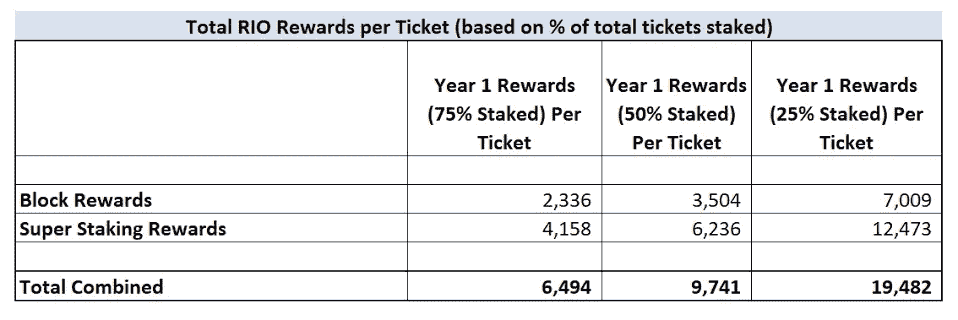 Total RIO Rewards per Ticket (based on % of total tickets staked)
Year 1 Rewards (75% Staked) Per Ticket
Year 1 Rewards (50% Staked) Per Ticket
Year 1 Rewards (25% Staked) Per Ticket
Block Rewards 2,336 3,504 7,009
Super Staking Rewards 4,158 6,236 12,473
Total Combined 6,494 9,741 19,482